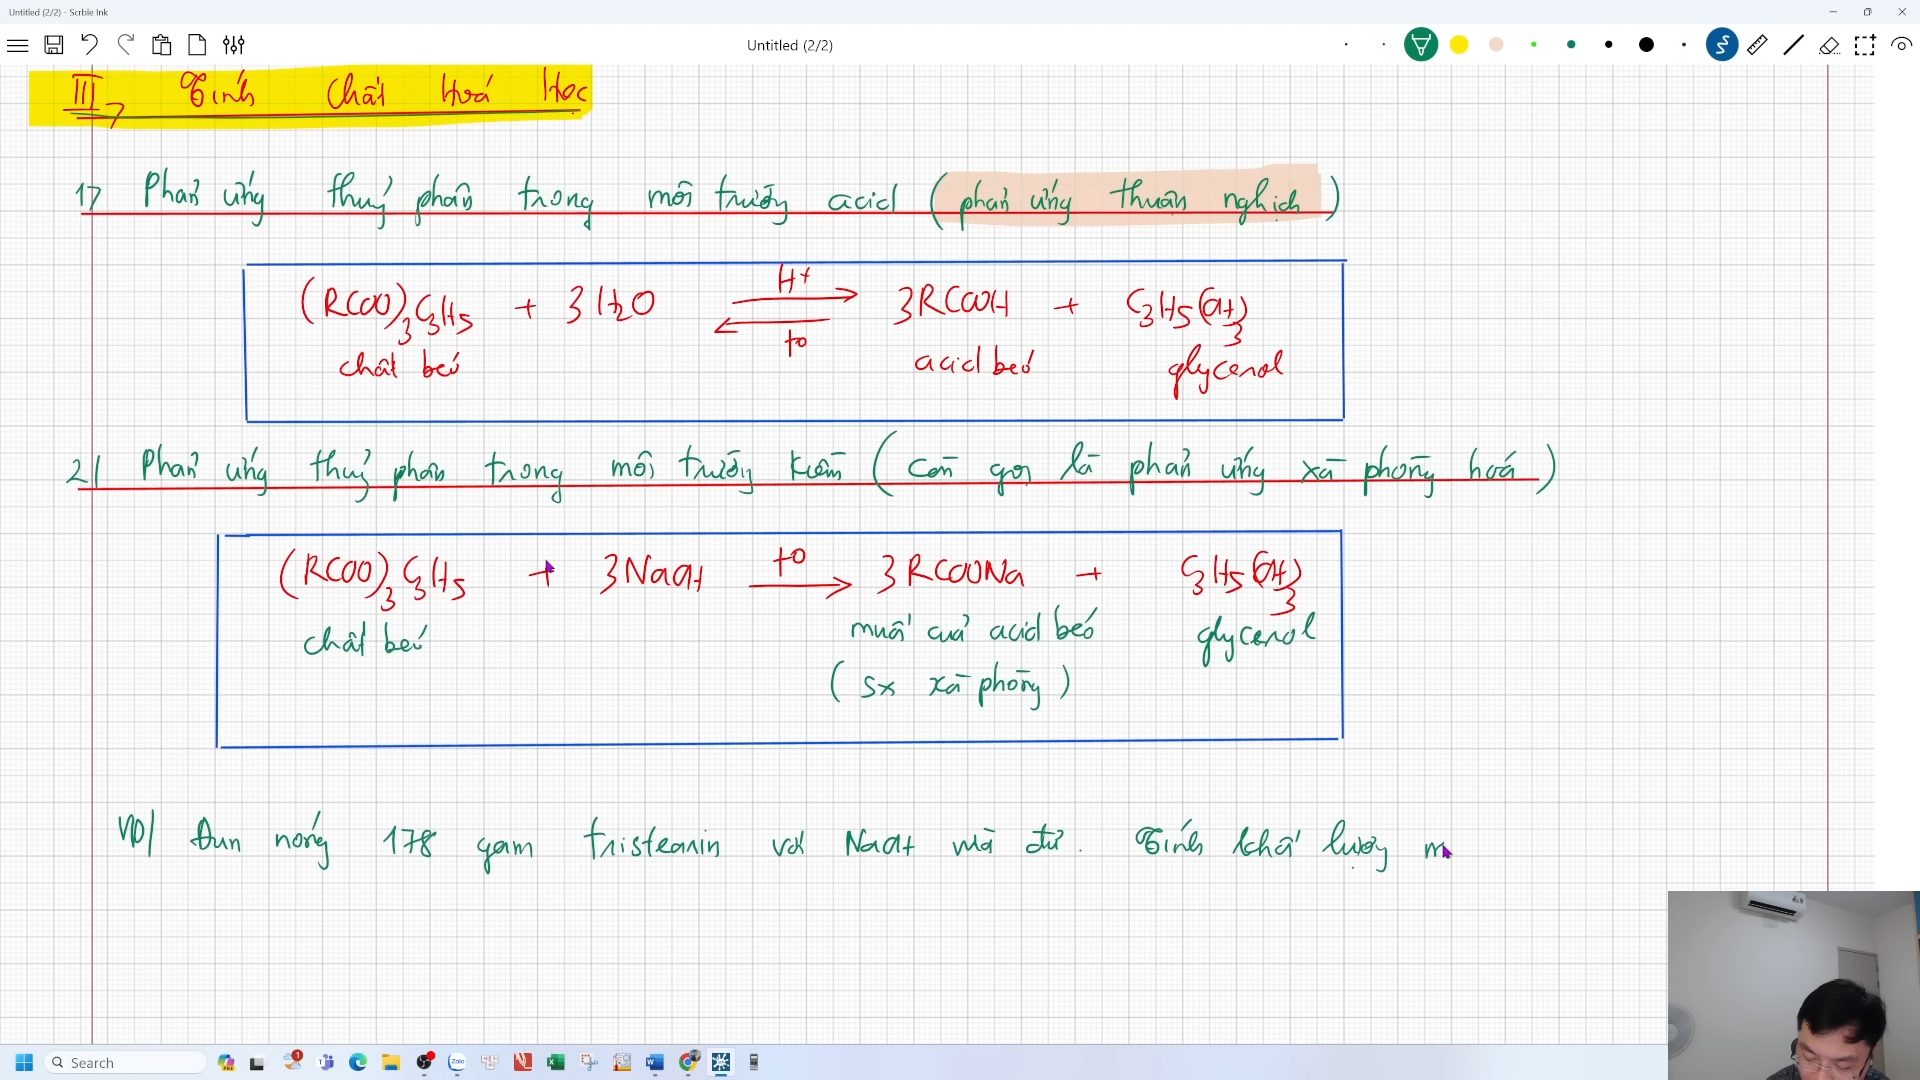 Untitled (2/2) - Scrble Ink
Untitled (2/2)
III, Tính Chất Hoá Học
1, Phản ứng thuỷ phân trong môi trường acid (phản ứng thuận nghịch)
(RCOO)3C3H5 + 3H2O ⇌ 3RCOOH + C3H5(OH)3
H+
to
chất béo acid béo glycerol
2/ Phản ứng thuỷ phân trong môi trường kiềm (còn gọi là phản ứng xà phòng hoá)
(RCOO)3C3H5 + 3NaOH to → 3RCOONa + C3H5(OH)3
chất béo muối của acid béo glycerol
(sx xà phòng)
VD/ Đun nóng 178 gam tristearin với NaOH vừa đủ. Tính khối lượng m
Search